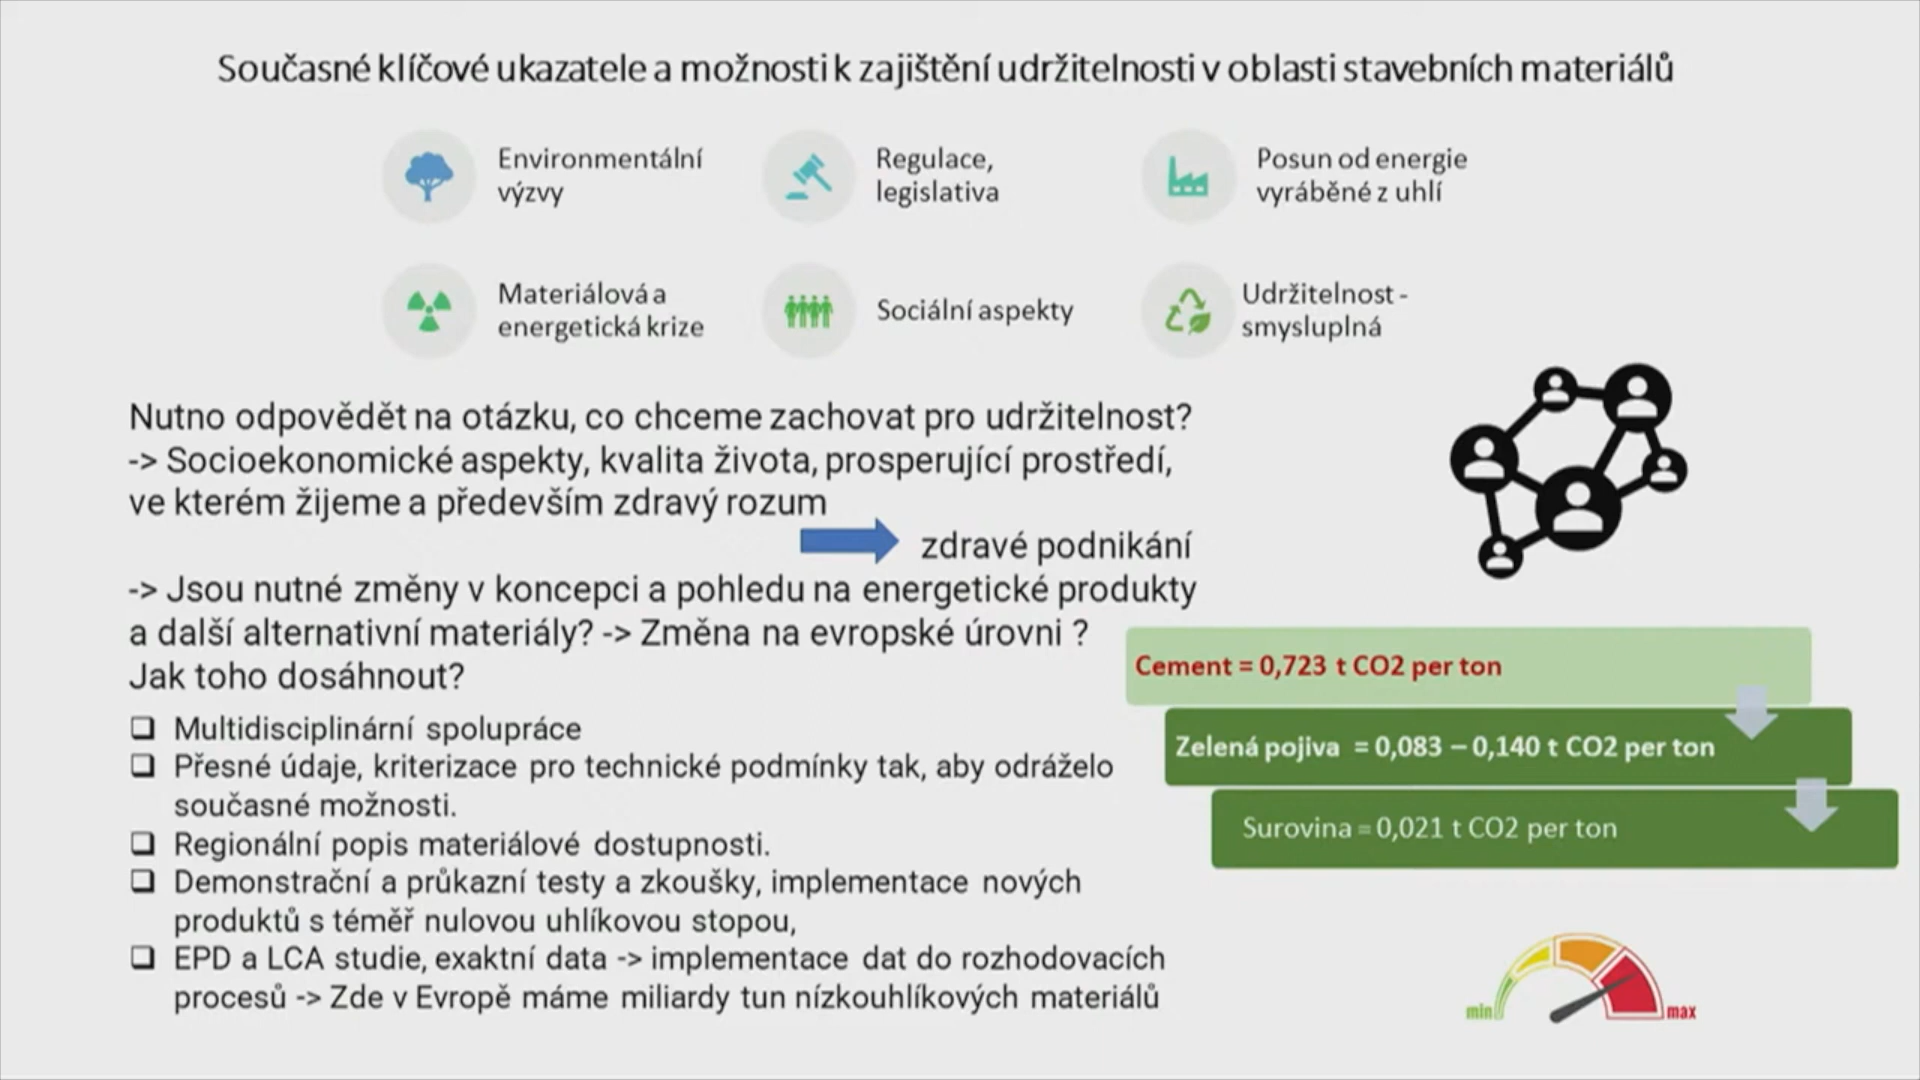 Současné klíčové ukazatele a možnosti k zajištění udržitelnosti v oblasti stavebních materiálů
Environmentální
výzvy
Regulace,
legislativa
Posun od energie
vyráběné z uhlí
Materiálová a
energetická krize
Sociální aspekty
Udržitelnost -
smysluplná
Nutno odpovědět na otázku, co chceme zachovat pro udržitelnost?
-> Socioekonomické aspekty, kvalita života, prosperující prostředí,
ve kterém žijeme a především zdravý rozum
zdravé podnikání
-> Jsou nutné změny v koncepci a pohledu na energetické produkty
a další alternativní materiály? -> Změna na evropské úrovni ?
Jak toho dosáhnout?
❑ Multidisciplinární spolupráce
❑ Přesné údaje, kriterizace pro technické podmínky tak, aby odráželo
současné možnosti.
❑ Regionální popis materiálové dostupnosti.
❑ Demonstrační a průkazní testy a zkoušky, implementace nových
produktů s téměř nulovou uhlíkovou stopou,
❑ EPD a LCA studie, exaktní data -> implementace dat do rozhodovacích
procesů -> Zde v Evropě máme miliardy tun nízkouhlíkových materiálů
Cement = 0,723 t CO2 per ton
Zelená pojiva = 0,083 – 0,140 t CO2 per ton
Surovina = 0,021 t CO2 per ton
min
max